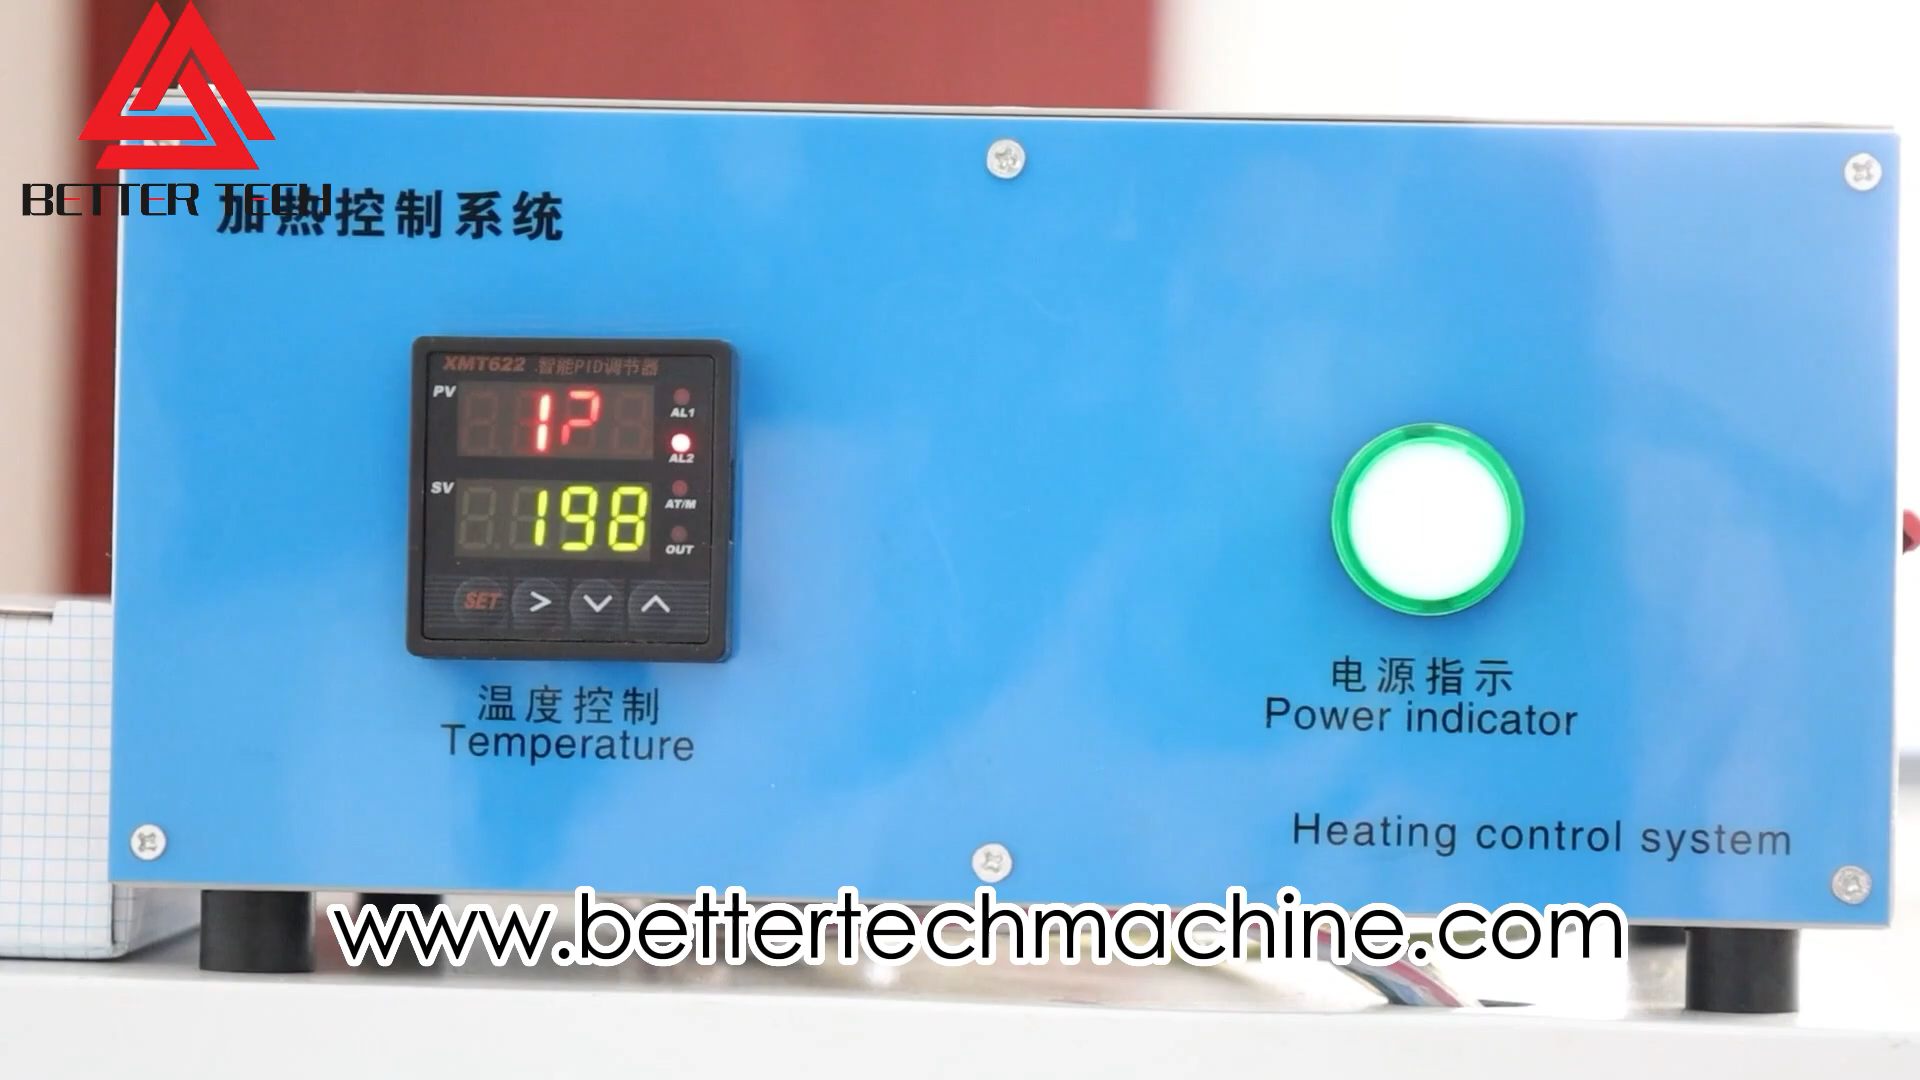 BETTER TECH
加热控制系统
XMT622 智能PID调节器
PV
AL1
AL2
SV
198
AT/M
OUT
SET
温度控制
Temperature
电源指示
Power indicator
Heating control system
www.bettertechmachine.com